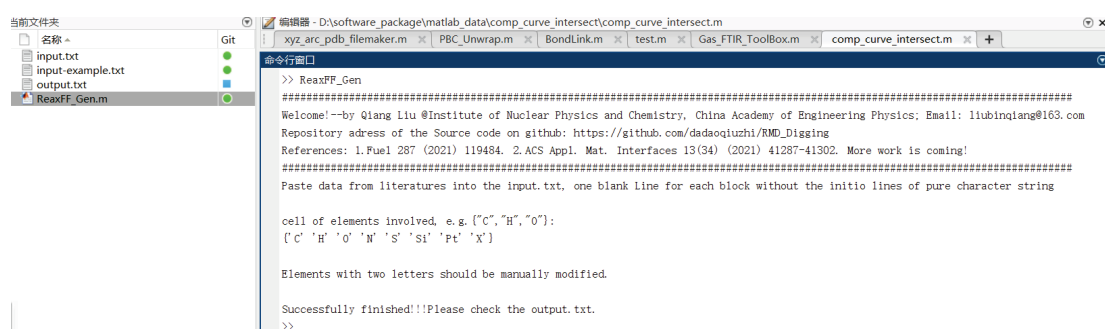 当前文件夹
名称
Git
input.txt
input-example.txt
output.txt
ReaxFF_Gen.m
编辑器 - D:\software_package\matlab_data\comp_curve_intersect\comp_curve_intersect.m
xyz_arc_pdb_filemaker.m PBC_Unwrap.m BondLink.m test.m Gas_FTIR_ToolBox.m comp_curve_intersect.m
命令行窗口
>> ReaxFF_Gen
##################################################################################################################################
Welcome!--by Qiang Liu @Institute of Nuclear Physics and Chemistry, China Academy of Engineering Physics; Email: liubinqiang@163.com
Repository adress of the Source code on github: https://github.com/dadaoqiuzhi/RMD_Digging
References: 1.Fuel 287 (2021) 119484. 2.ACS Appl. Mat. Interfaces 13(34) (2021) 41287-41302. More work is coming!
##################################################################################################################################
Paste data from literatures into the input.txt, one blank Line for each block without the initio lines of pure character string
cell of elements involved, e.g.{"C","H","O"}:
{'C' 'H' 'O' 'N' 'S' 'Si' 'Pt' 'X'}
Elements with two letters should be manually modified.
Successfully finished!!!Please check the output.txt.
>>